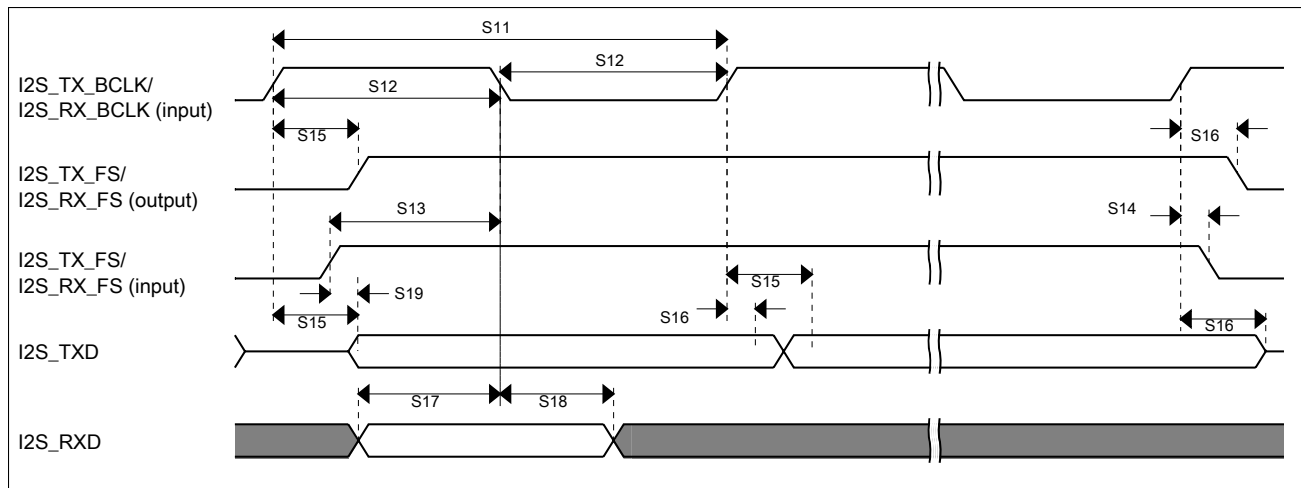 S11
S12
I2S_TX_BCLK/
I2S_RX_BCLK (input)
S12
S15
S16
I2S_TX_FS/
I2S_RX_FS (output)
S13
S14
I2S_TX_FS/
I2S_RX_FS (input)
S15
S19
S15
S16
S16
I2S_TXD
S17
S18
I2S_RXD